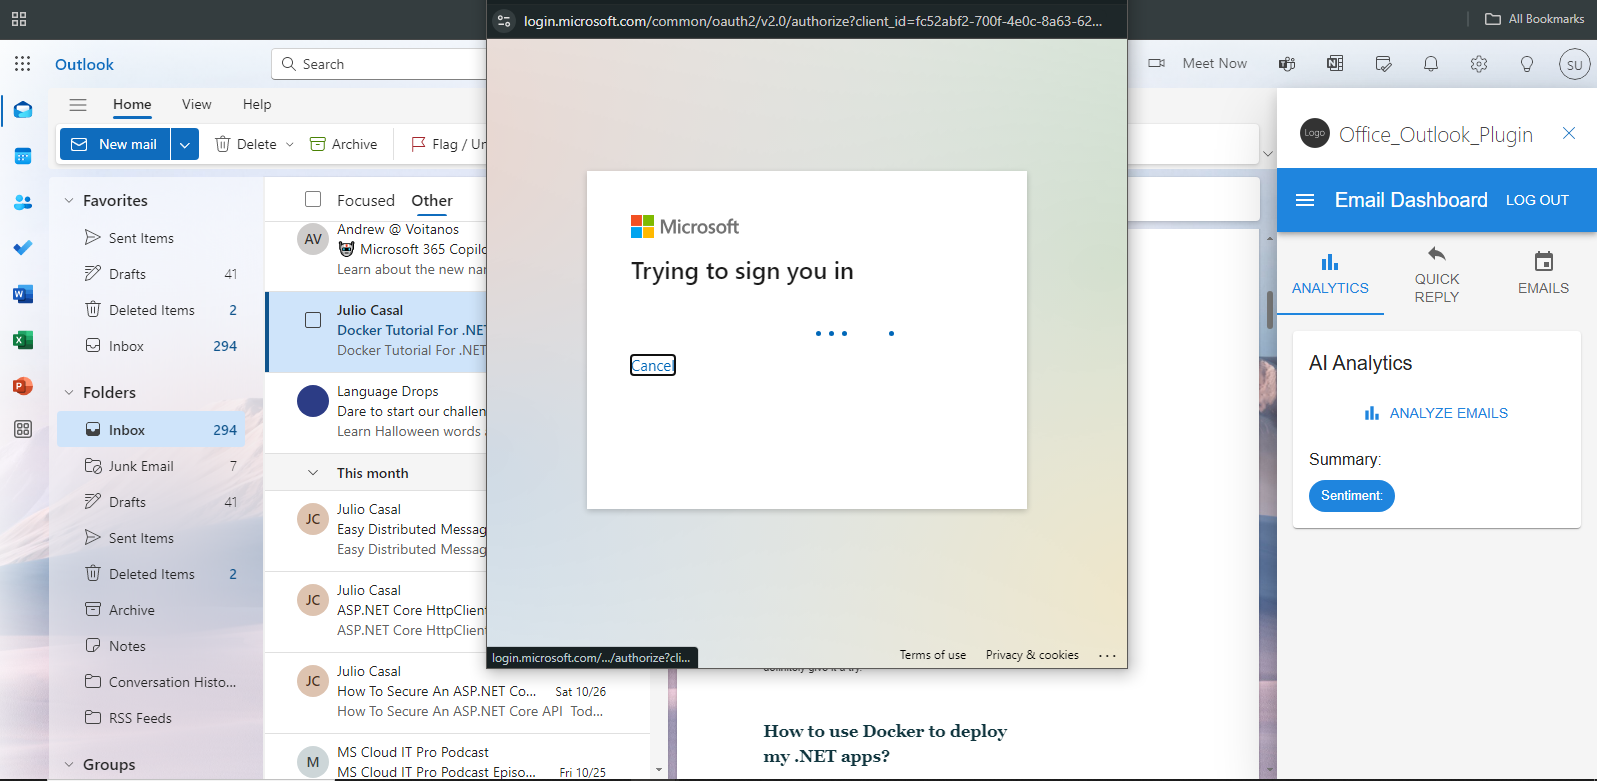 login.microsoft.com/common/oauth2/v2.0/authorize?client_id=fc52abf2-700f-4e0c-8a63-62...
All Bookmarks
Outlook
Search
Meet Now
SU
Home
View
Help
New mail
Delete
Archive
Flag / Un
Favorites
Sent Items
Drafts 41
Deleted Items 2
Inbox 294
Folders
Inbox 294
Junk Email 7
Drafts 41
Sent Items
Deleted Items 2
Archive
Notes
Conversation Histo...
RSS Feeds
Groups
Focused
Other
AV
Andrew @ Voitanos
Microsoft 365 Copilo
Learn about the new nam
Julio Casal
Docker Tutorial For .NET
Docker Tutorial For .NET
Language Drops
Dare to start our challen
Learn Halloween words
This month
JC
Julio Casal
Easy Distributed Messag
Easy Distributed Messag
JC
Julio Casal
ASP.NET Core HttpClient
ASP.NET Core HttpClient
JC
Julio Casal
How To Secure An ASP.NET Co... Sat 10/26
How To Secure An ASP.NET Core API Tod...
M
MS Cloud IT Pro Podcast
MS Cloud IT Pro Podcast Episo... Fri 10/25
Microsoft
Trying to sign you in
Cancel
Terms of use
Privacy & cookies
login.microsoft.com/.../authorize?cli...
definitely give it a try.
How to use Docker to deploy
my .NET apps?
Logo
Office_Outlook_Plugin
Email Dashboard
LOG OUT
ANALYTICS
QUICK
REPLY
EMAILS
AI Analytics
ANALYZE EMAILS
Summary:
Sentiment: